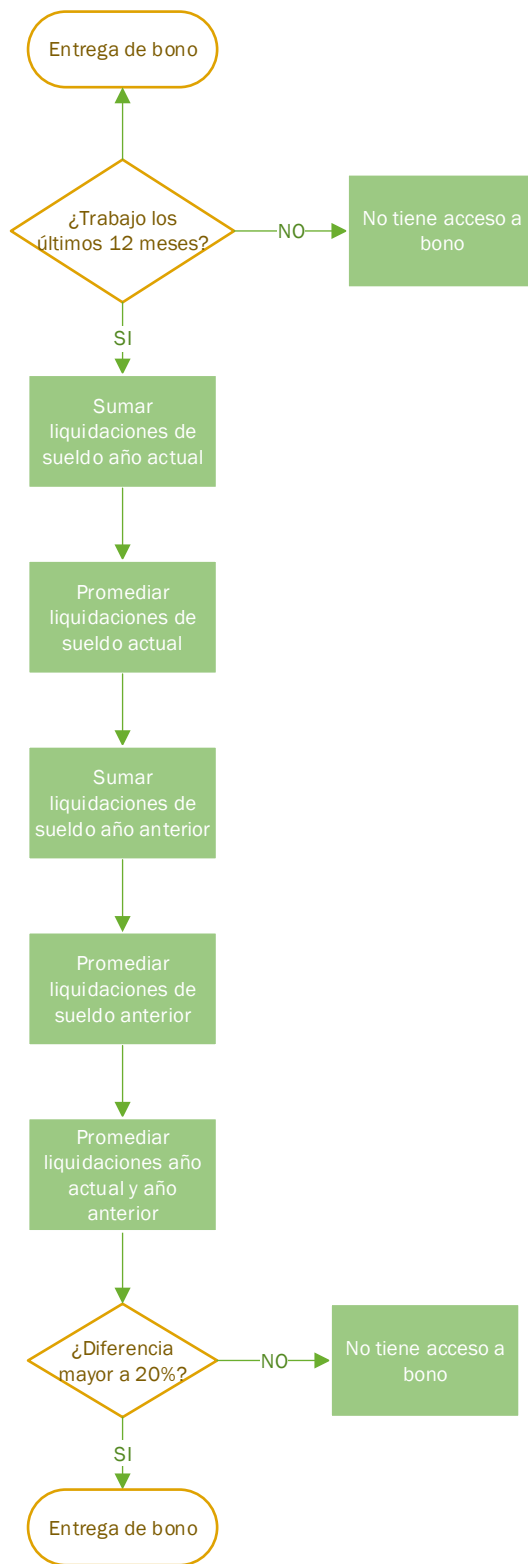 Entrega de bono
¿Trabajo los
últimos 12 meses?
NO
No tiene acceso a
bono
SI
Sumar
liquidaciones de
sueldo año actual
Promediar
liquidaciones de
sueldo actual
Sumar
liquidaciones de
sueldo año anterior
Promediar
liquidaciones de
sueldo anterior
Promediar
liquidaciones año
actual y año
anterior
¿Diferencia
mayor a 20%?
NO
No tiene acceso a
bono
SI
Entrega de bono